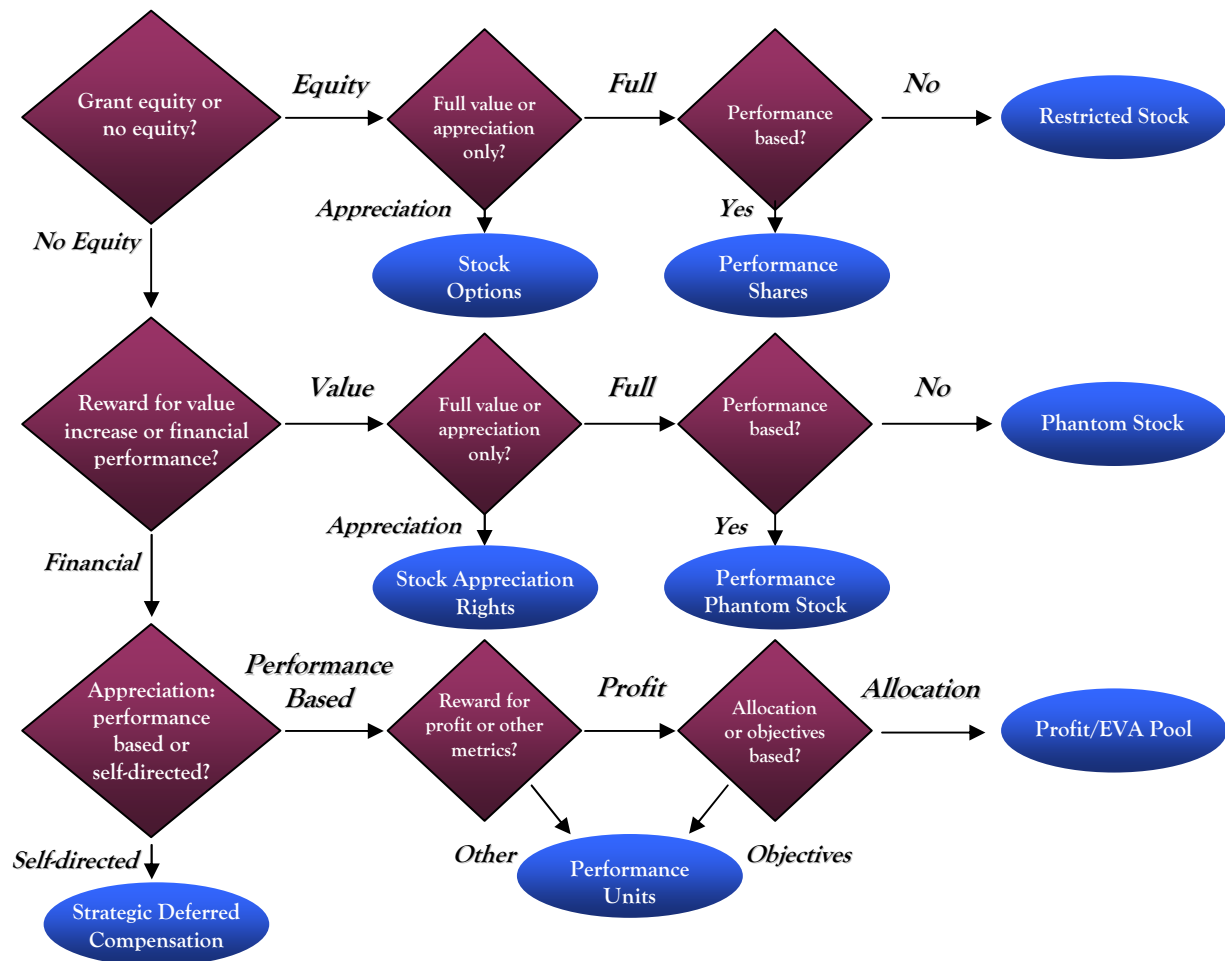 Equity
Full
No
Grant equity or
no equity?
Full value or
appreciation
only?
Performance
based?
Restricted Stock
Appreciation
Yes
No Equity
Stock
Options
Performance
Shares
Value
Full
No
Reward for value
increase or financial
performance?
Full value or
appreciation
only?
Performance
based?
Phantom Stock
Appreciation
Yes
Financial
Stock Appreciation
Rights
Performance
Phantom Stock
Performance
Based
Profit
Allocation
Appreciation:
performance
based or
self-directed?
Reward for
profit or other
metrics?
Allocation
or objectives
based?
Profit/EVA Pool
Self-directed
Other
Objectives
Performance
Units
Strategic Deferred
Compensation